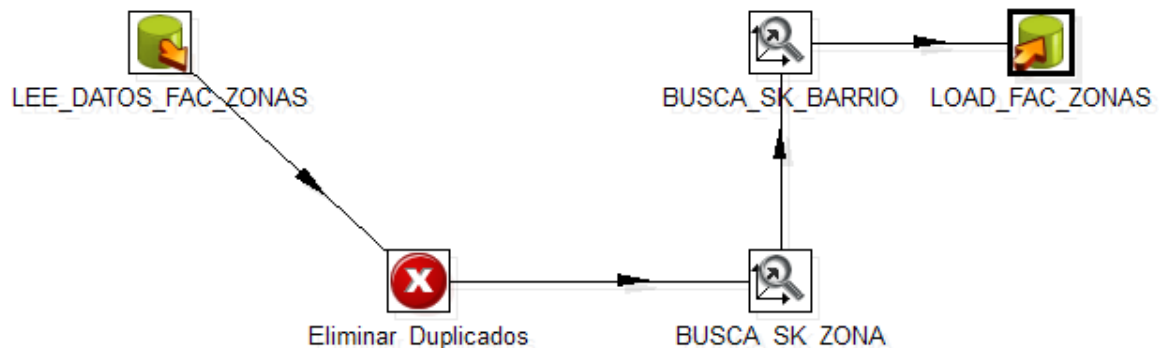 LEE_DATOS_FAC_ZONAS
BUSCA_SK_BARRIO
LOAD_FAC_ZONAS
Eliminar Duplicados
BUSCA_SK_ZONA